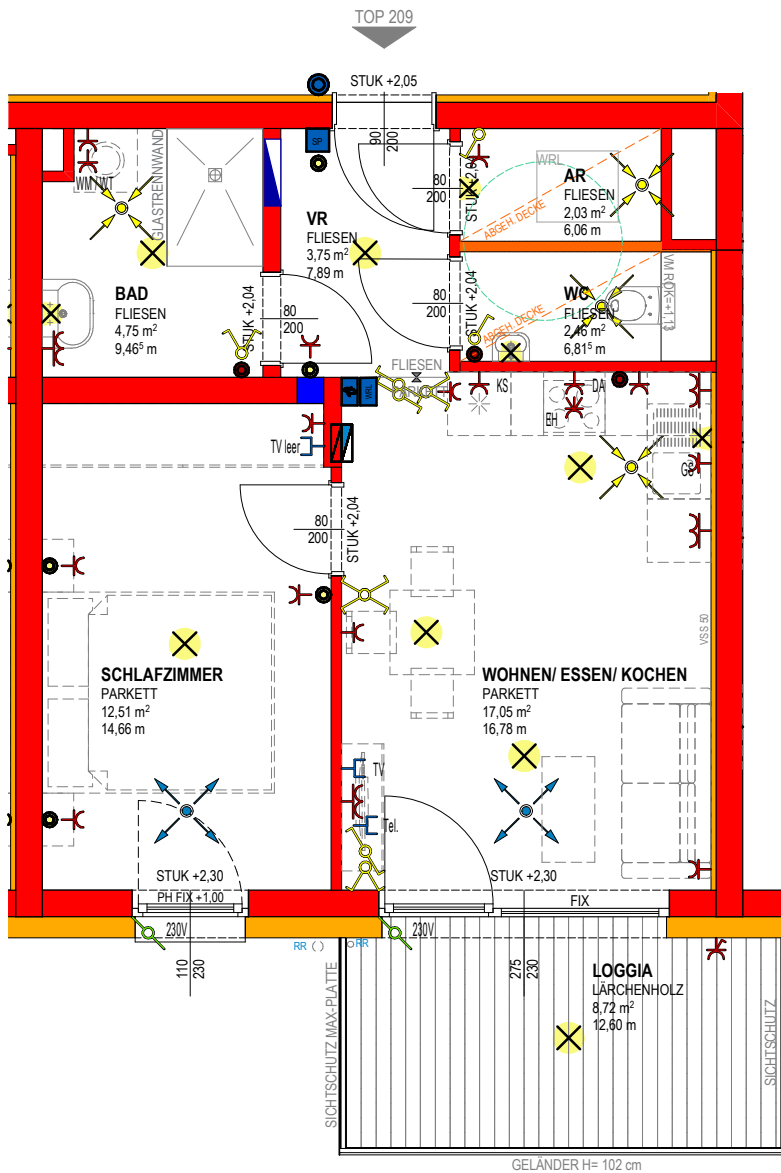 TOP 209
STUK +2,05
90
200
SP
GLASTRENNWAND
WM / WT
VR
FLIESEN
3,75 m²
7,89 m
80
200
STUK +2,04
WRL
AR
FLIESEN
2,03 m²
6,06 m
ABGEH. DECKE
BAD
FLIESEN
4,75 m²
9,46⁵ m
STUK +2,04
80
200
80
200
STUK +2,04
ABGEH. DECKE
WC
FLIESEN
2,46 m²
6,81⁵ m
VM ROK=+1,13
FLIESEN
WRL
KS
EH
DA
GS
TV leer
80
200
STUK +2,04
VSS 50
SCHLAFZIMMER
PARKETT
12,51 m²
14,66 m
WOHNEN/ ESSEN/ KOCHEN
PARKETT
17,05 m²
16,78 m
TV
Tel.
STUK +2,30
PH FIX +1,00
STUK +2,30
FIX
230V
230V
RR
RR
110
230
275
230
SICHTSCHUTZ MAX-PLATTE
LOGGIA
LÄRCHENHOLZ
8,72 m²
12,60 m
SICHTSCHUTZ
GELÄNDER H= 102 cm